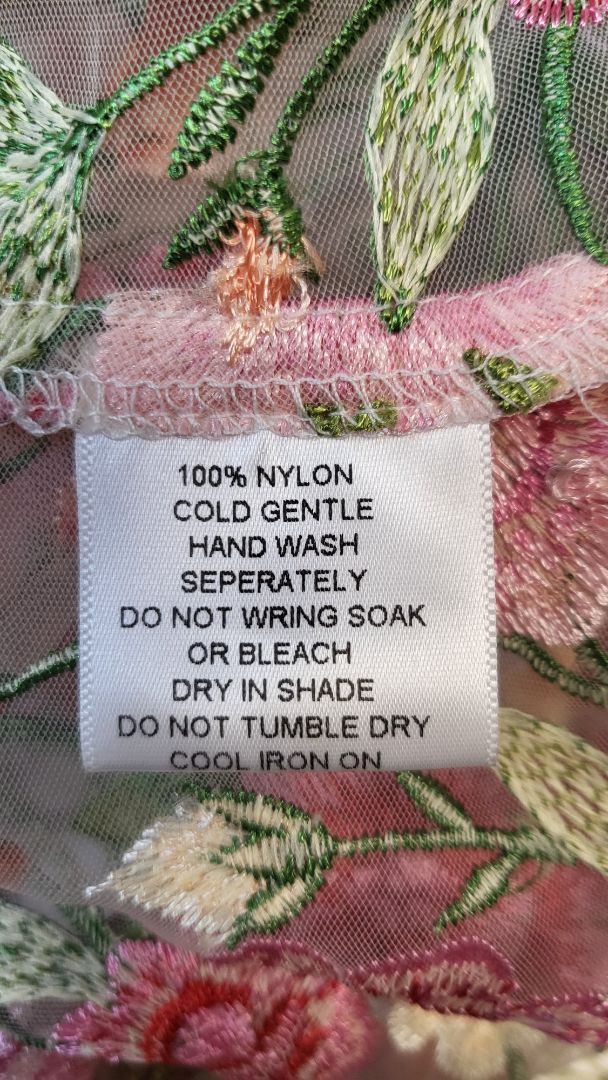 100% NYLON
COLD GENTLE
HAND WASH
SEPERATELY
DO NOT WRING SOAK
OR BLEACH
DRY IN SHADE
DO NOT TUMBLE DRY
COOL IRON ON